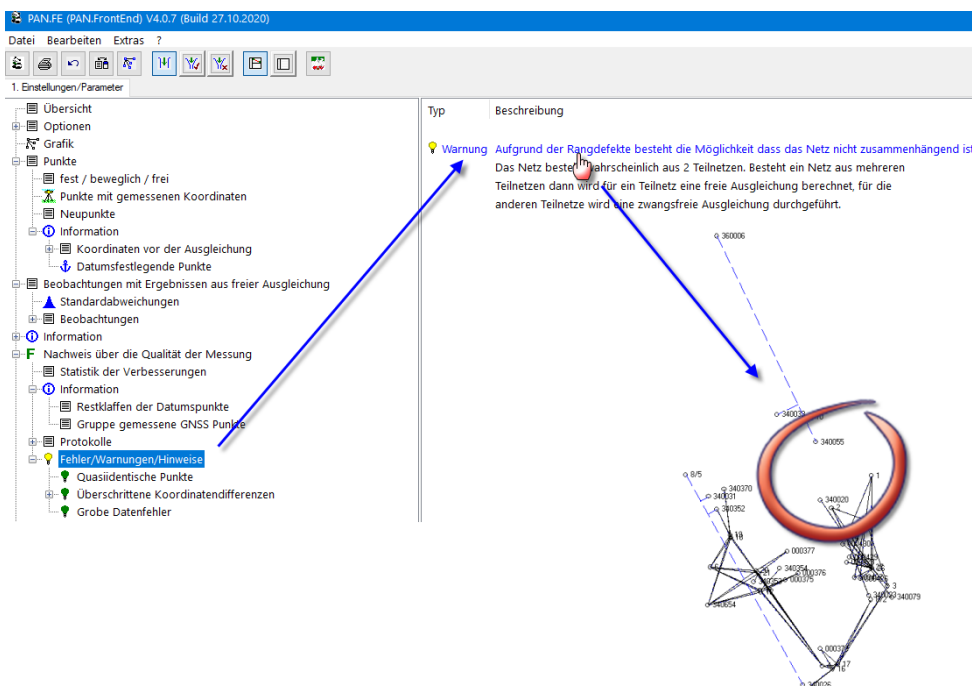 PAN.FE (PAN.FrontEnd) V4.0.7 (Build 27.10.2020)
Datei Bearbeiten Extras ?
1. Einstellungen/Parameter
Übersicht
Optionen
Grafik
Punkte
fest / beweglich / frei
Punkte mit gemessenen Koordinaten
Neupunkte
Information
Koordinaten vor der Ausgleichung
Datumsfestlegende Punkte
Beobachtungen mit Ergebnissen aus freier Ausgleichung
Standardabweichungen
Beobachtungen
Information
F Nachweis über die Qualität der Messung
Statistik der Verbesserungen
Information
Restklaffen der Datumspunkte
Gruppe gemessene GNSS Punkte
Protokolle
Fehler/Warnungen/Hinweise
Quasiidentische Punkte
Überschrittene Koordinatendifferenzen
Grobe Datenfehler
Typ Beschreibung
Warnung Aufgrund der Rangdefekte besteht die Möglichkeit dass das Netz nicht zusammenhängend ist
Das Netz besteht wahrscheinlich aus 2 Teilnetzen. Besteht ein Netz aus mehreren
Teilnetzen dann wird für ein Teilnetz eine freie Ausgleichung berechnet, für die
anderen Teilnetze wird eine zwangsfreie Ausgleichung durchgeführt.
360006
340039
340055
8/5
1
340370
340031
340020
2
340352
000377
340354
000376
000375
3
340079
340654
17
16
340026